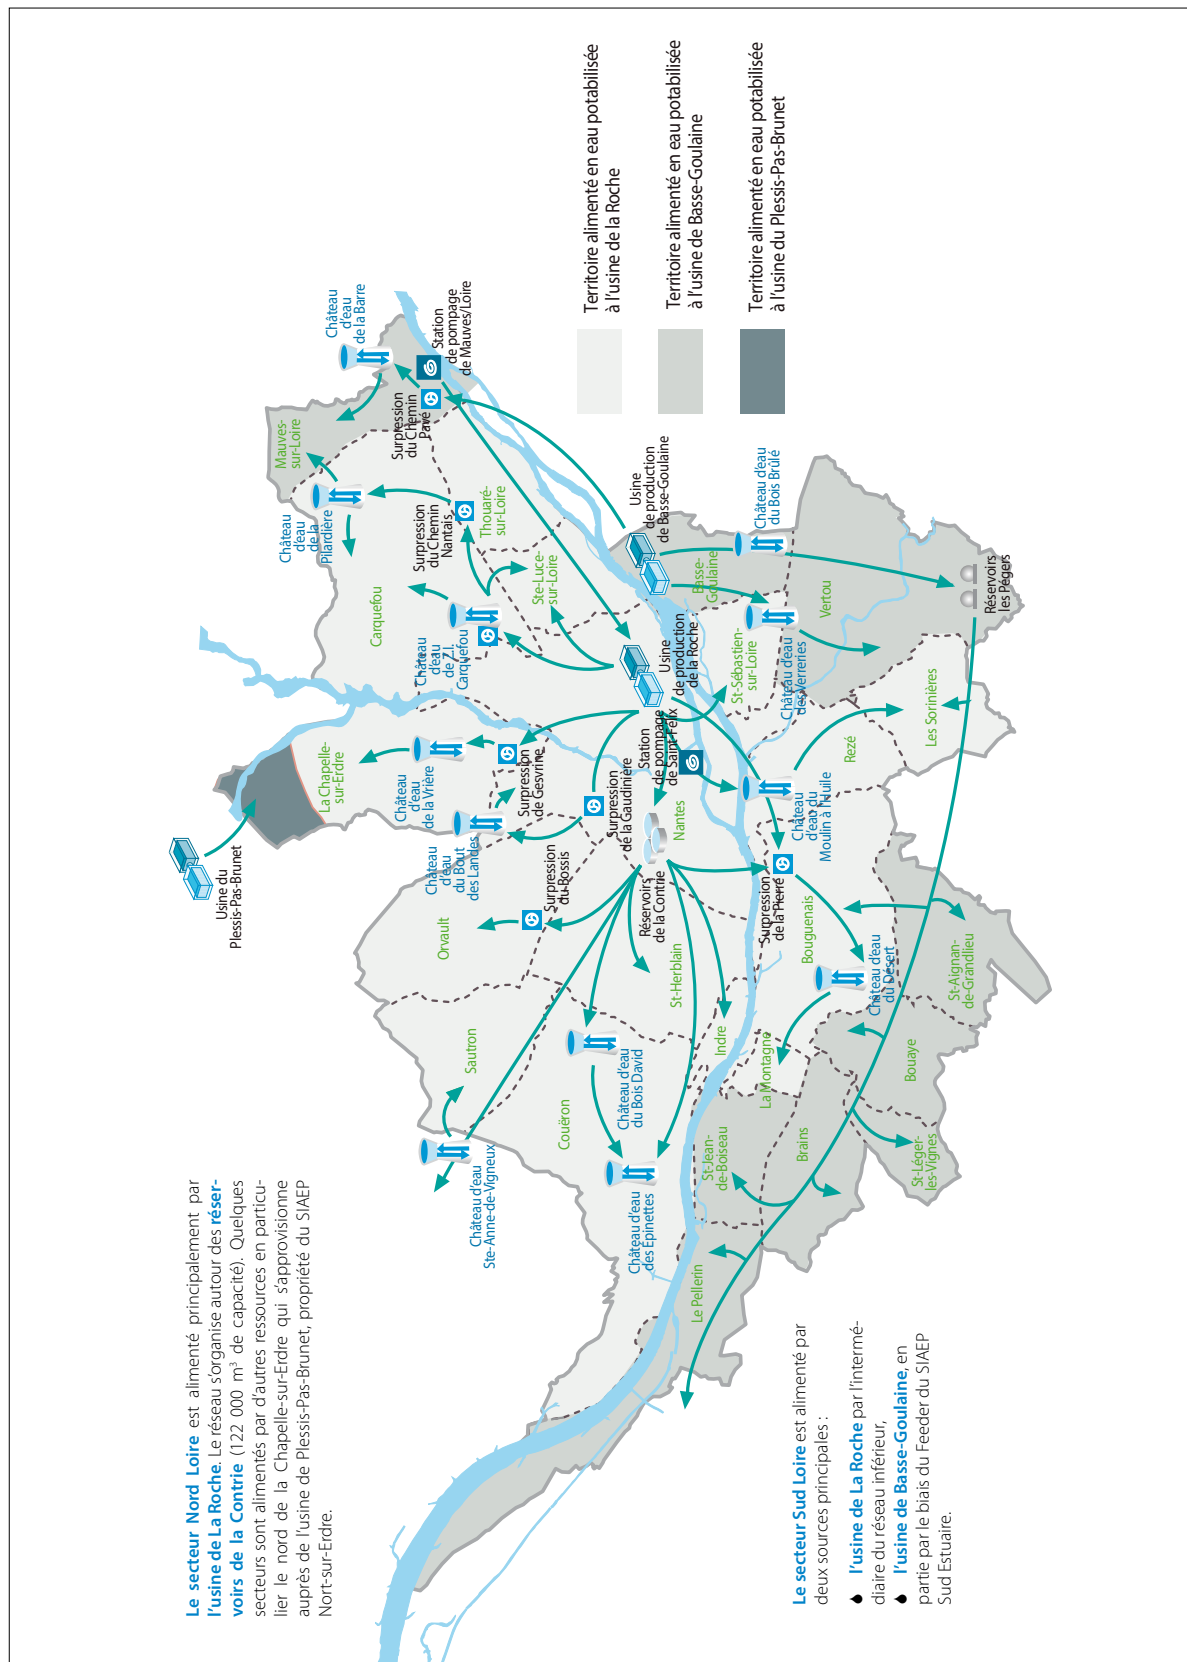 Le secteur Nord Loire est alimenté principalement par
l'usine de La Roche. Le réseau s'organise autour des réser-
voirs de la Contrie (122 000 m³ de capacité). Quelques
secteurs sont alimentés par d'autres ressources en particu-
lier le nord de la Chapelle-sur-Erdre qui s'approvisionne
auprès de l'usine de Plessis-Pas-Brunet, propriété du SIAEP
Nort-sur-Erdre.
Le secteur Sud Loire est alimenté par
deux sources principales :
l'usine de La Roche par l'intermé-
diaire du réseau inférieur,
l'usine de Basse-Goulaine, en
partie par le biais du Feeder du SIAEP
Sud Estuaire.
Usine du
Plessis-Pas-Brunet
La Chapelle-
sur-Erdre
Château
d'eau
de la Vrière
Château
d'eau
du Bout
des Landes
Surpression
de Gesvrine
Surpression
de la Gaudinière
Surpression
du Bossis
Orvault
Sautron
Château d'eau
Ste-Anne-de-Vigneux
Couëron
Château d'eau
du Bois David
Château d'eau
des Epinettes
St-Herblain
Indre
Réservoirs
de la Contrie
Nantes
Station
de pompage
de Saint-Félix
Usine
de production
de la Roche
Carquefou
Château
d'eau
de Z.I.
Carquefou
Château
d'eau
de la
Pilardière
Surpression
du Chemin
Nantais
Thouaré-
sur-Loire
Ste-Luce-
sur-Loire
Mauves-
sur-Loire
Surpression
du Chemin
Pavé
Château
d'eau
de la Barre
Station
de pompage
de Mauves/Loire
Usine
de production
de Basse-Goulaine
Basse-
Goulaine
Château d'eau
du Bois Brûlé
St-Sébastien
sur-Loire
Château d'eau
des Verreries
Vertou
Réservoirs
les Pégers
Les Sorinières
Rezé
Château
d'eau du
Moulin à l'Huile
Surpression
de la Pierre
Bouguenais
Château d'eau
du Désert
La Montagne
St-Aignan-
de-Grandlieu
Bouaye
St-Léger-
les-Vignes
Brains
St-Jean-
de-Boiseau
Le Pellerin
Territoire alimenté en eau potabilisée
à l'usine de la Roche
Territoire alimenté en eau potabilisée
à l'usine de Basse-Goulaine
Territoire alimenté en eau potabilisée
à l'usine du Plessis-Pas-Brunet